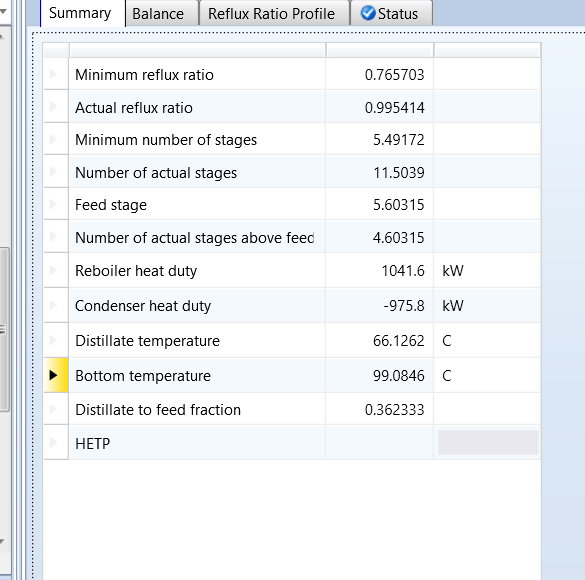 Summary Balance Reflux Ratio Profile Status
Minimum reflux ratio 0.765703
Actual reflux ratio 0.995414
Minimum number of stages 5.49172
Number of actual stages 11.5039
Feed stage 5.60315
Number of actual stages above feed 4.60315
Reboiler heat duty 1041.6 kW
Condenser heat duty -975.8 kW
Distillate temperature 66.1262 C
Bottom temperature 99.0846 C
Distillate to feed fraction 0.362333
HETP